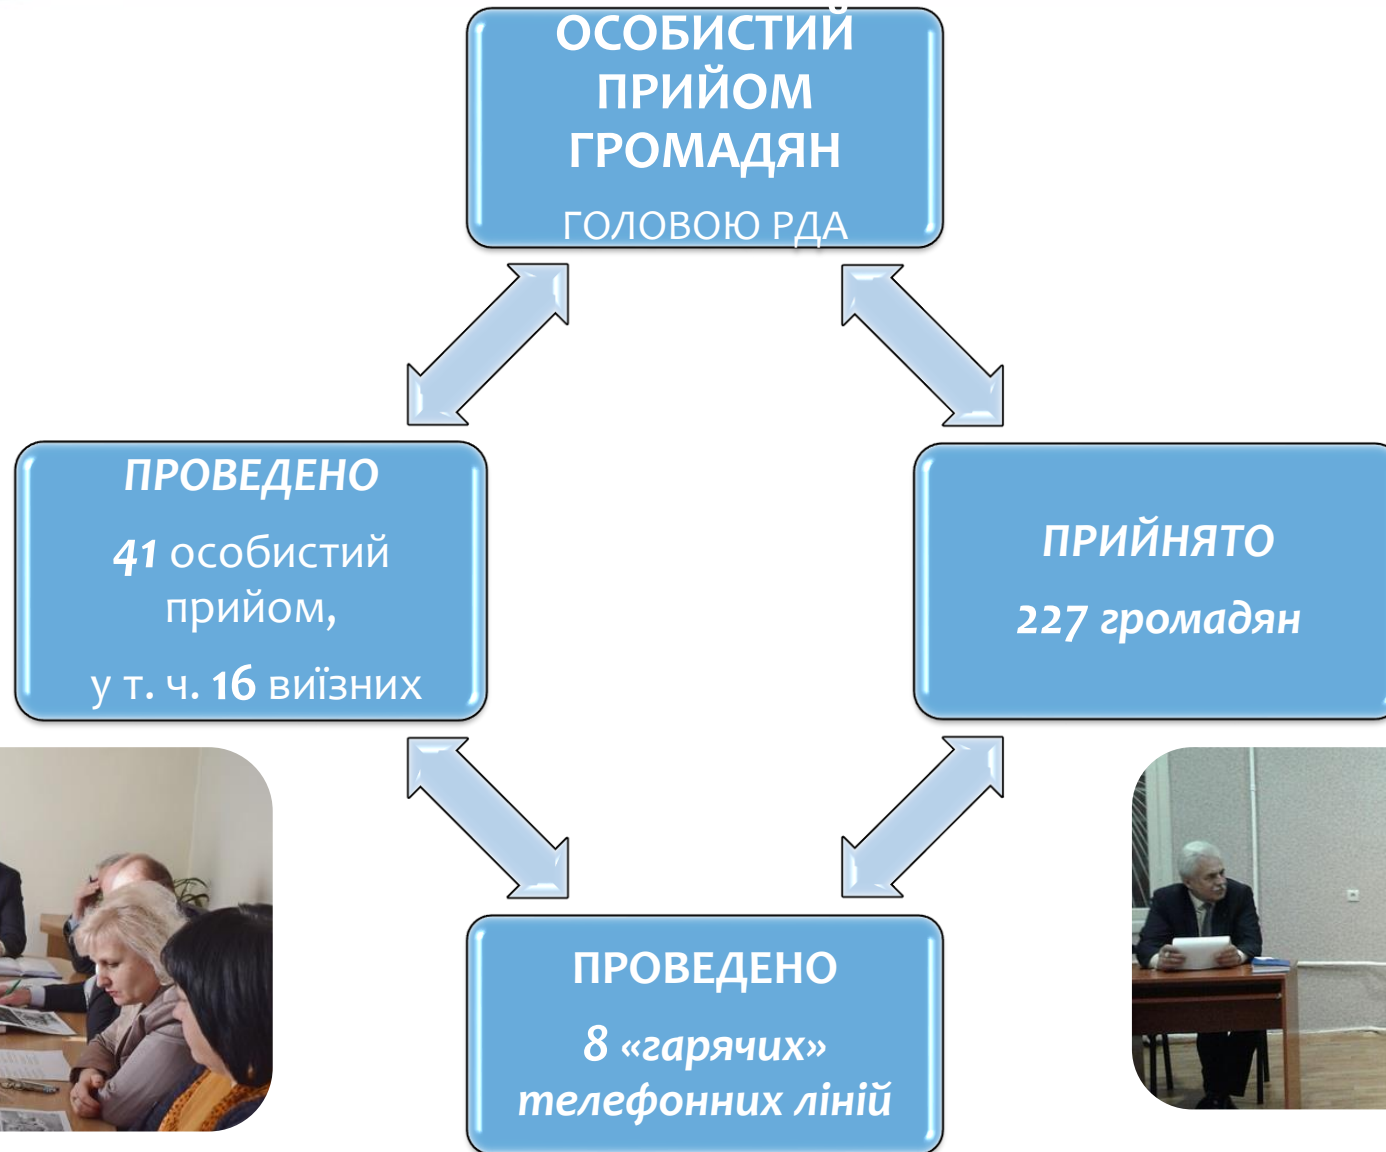 ОСОБИСТИЙ
ПРИЙОМ
ГРОМАДЯН
ГОЛОВОЮ РДА
ПРОВЕДЕНО
41 особистий
прийом,
у т. ч. 16 виїзних
ПРИЙНЯТО
227 громадян
ПРОВЕДЕНО
8 «гарячих»
телефонних ліній